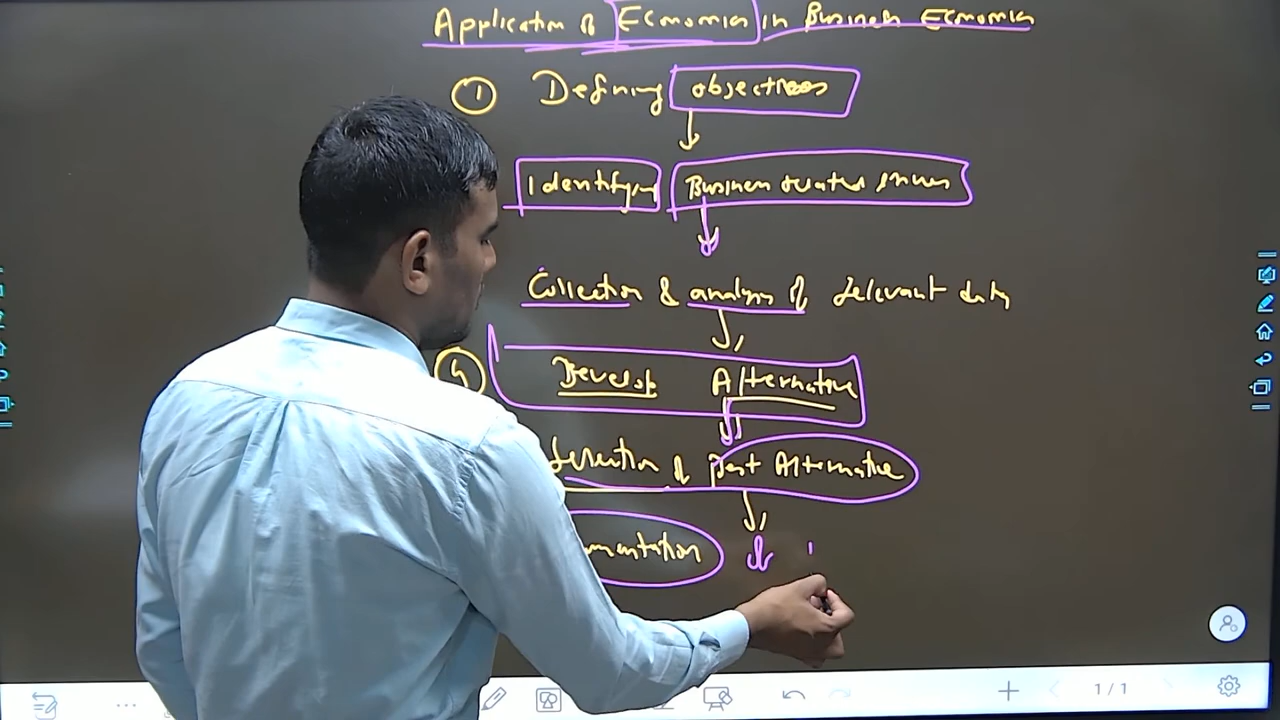 Application of Economics in Business Economics
① Defining objectives
Identifying Business related issues
Collection & analysis of relevant data
Develop Alternative
Selection of Best Alternative
mentation
1/1